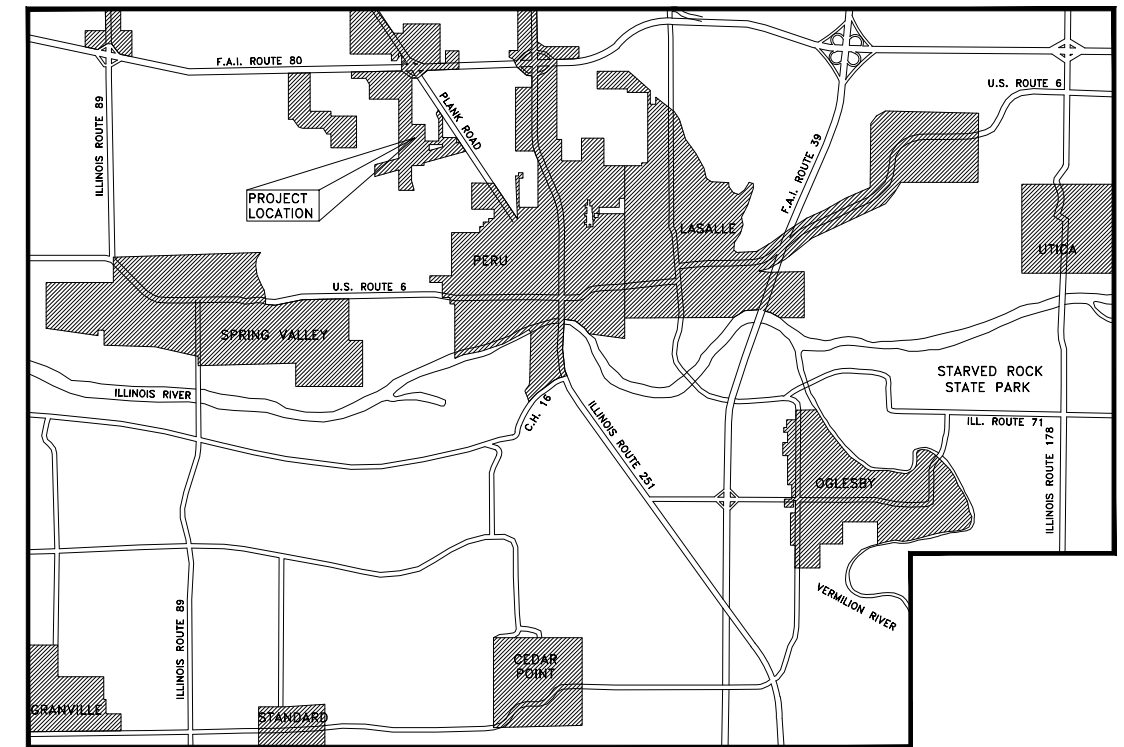 F.A.I. ROUTE 80
U.S. ROUTE 6
ILLINOIS ROUTE 89
PLANK ROAD
F.A.I. ROUTE 39
PROJECT
LOCATION
LASALLE
UTICA
PERU
U.S. ROUTE 6
SPRING VALLEY
STARVED ROCK
STATE PARK
ILLINOIS RIVER
C.H. 16
ILLINOIS ROUTE 251
ILL. ROUTE 71
ILLINOIS ROUTE 178
OGLESBY
VERMILION RIVER
ILLINOIS ROUTE 89
CEDAR
POINT
GRANVILLE
STANDARD